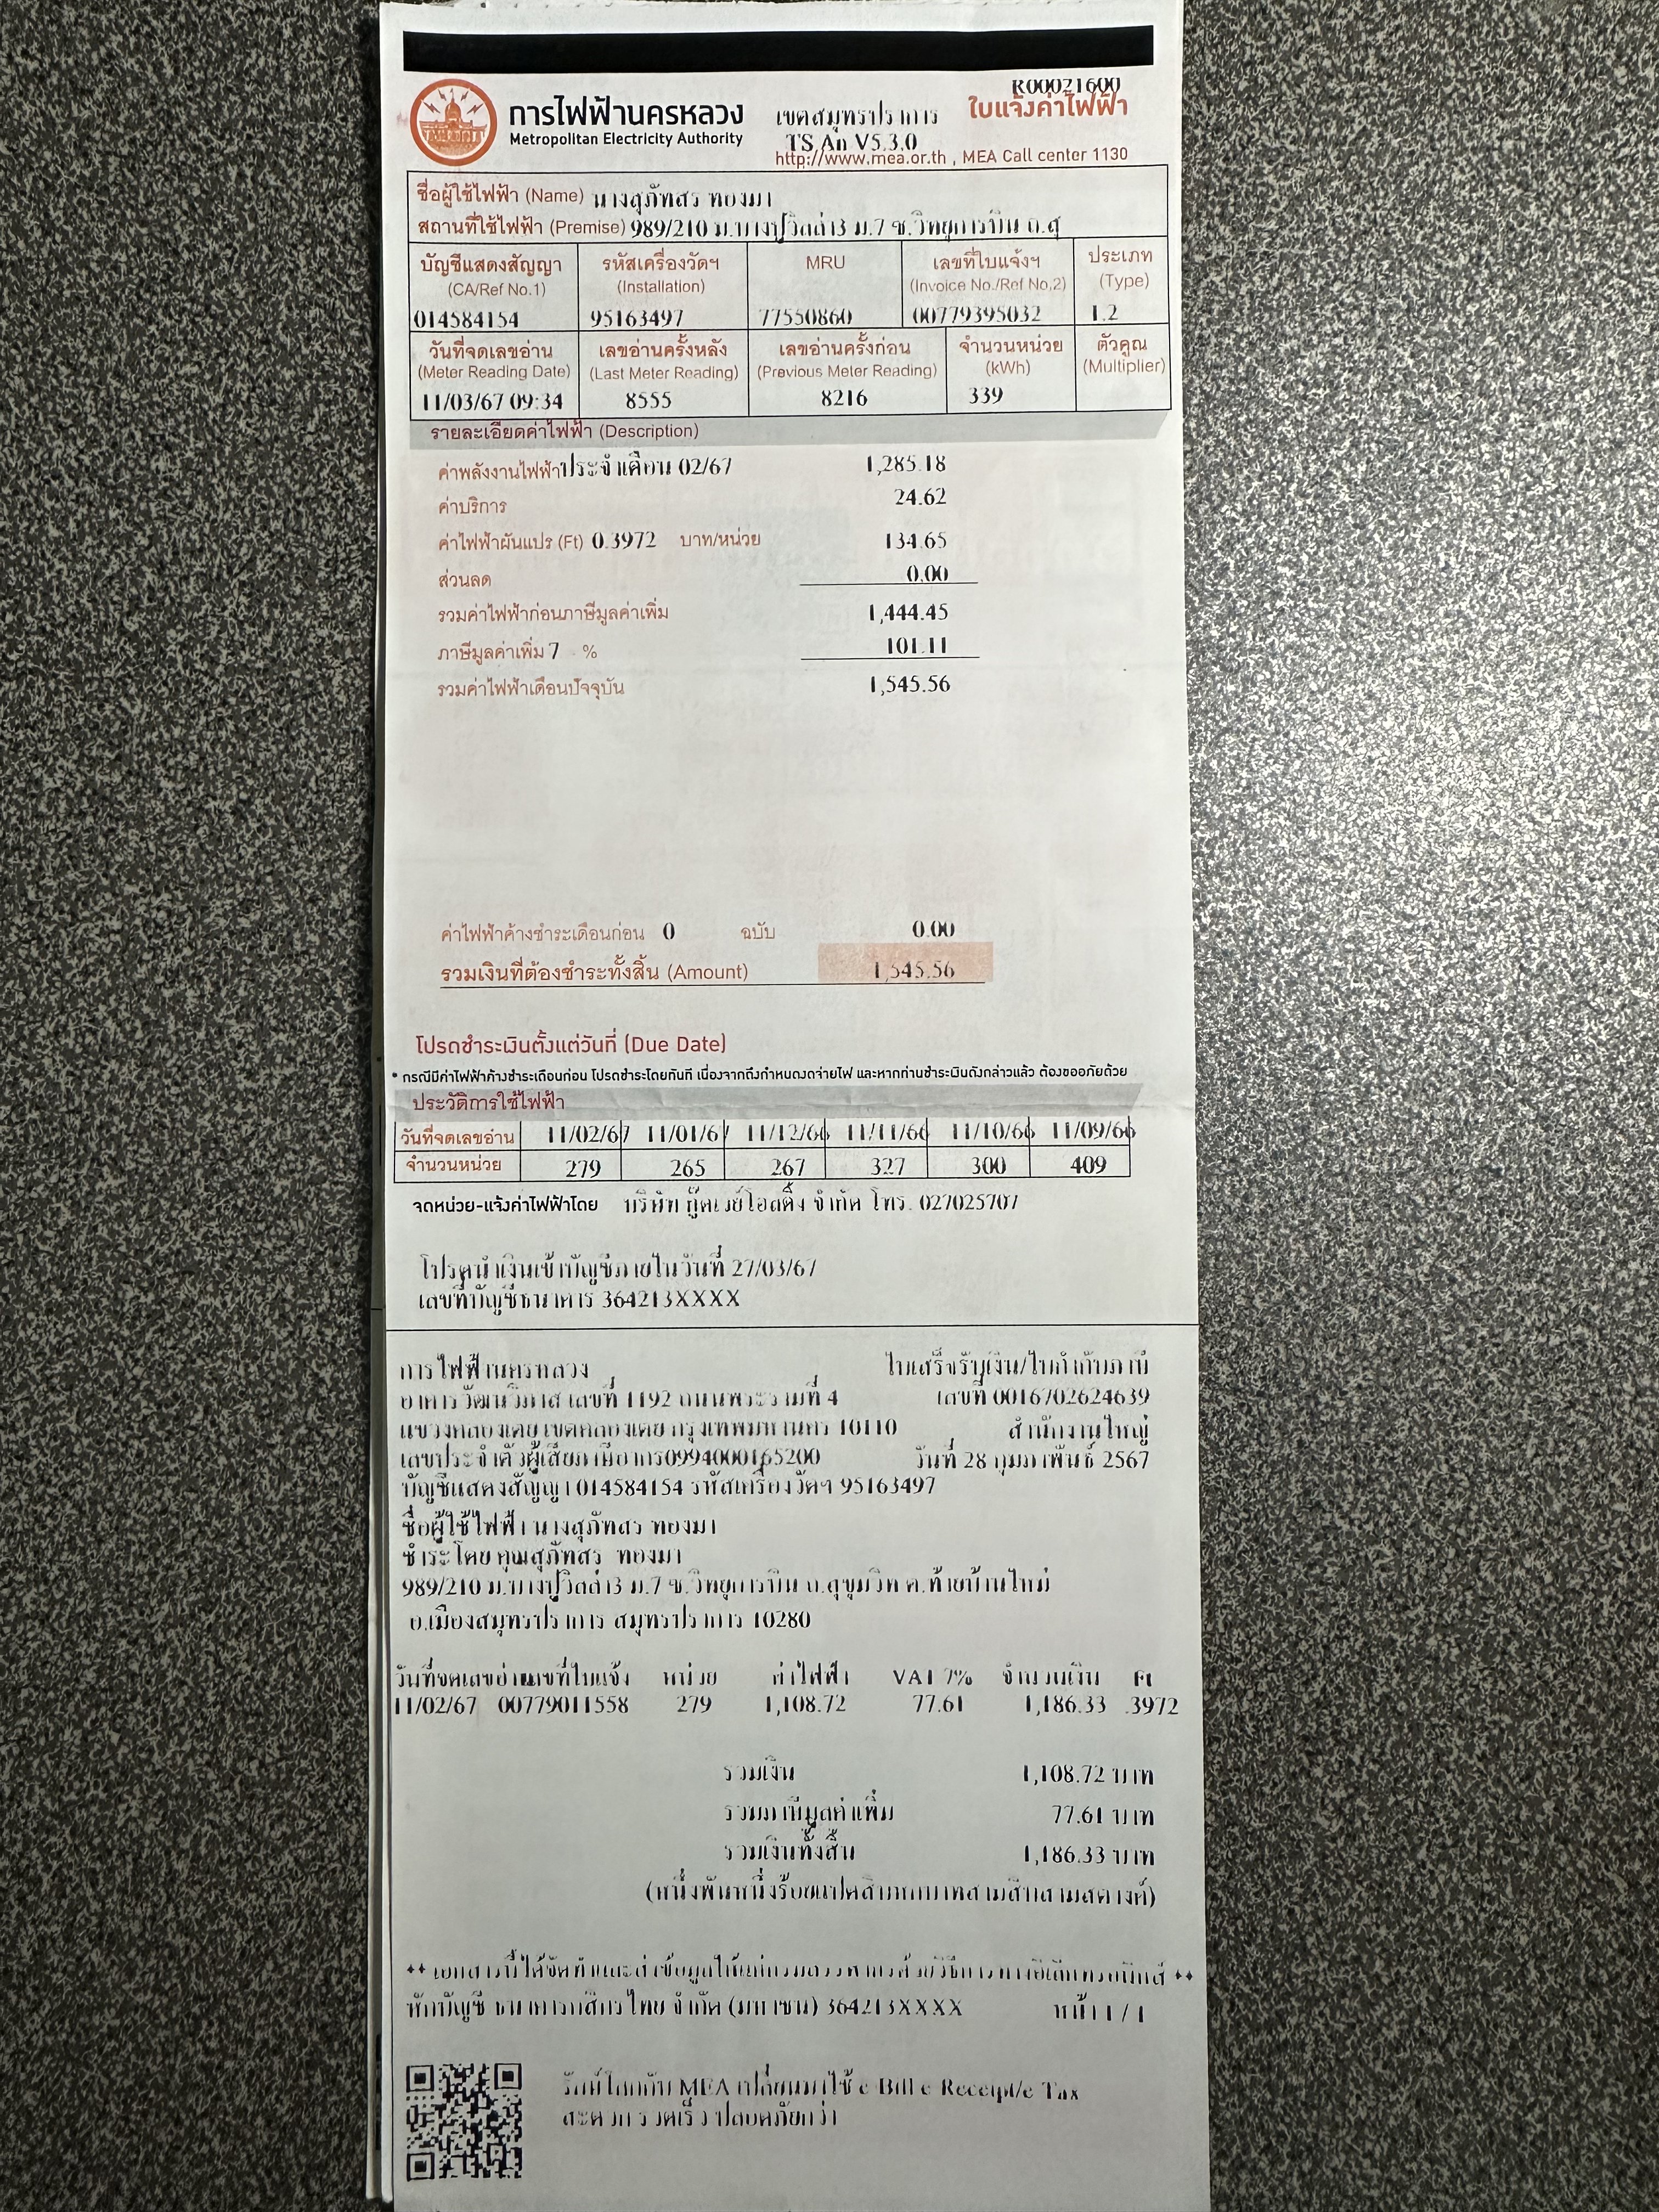 R00021600
การไฟฟ้านครหลวง เขตสมุทรปราการ ใบแจ้งค่าไฟฟ้า
Metropolitan Electricity Authority TS An V5.3.0
http://www.mea.or.th , MEA Call center 1130
ชื่อผู้ใช้ไฟฟ้า (Name) นางสุภัทสร ทองมา
สถานที่ใช้ไฟฟ้า (Premise) 989/210 ม.บางปูวิลล่า3 ม.7 ซ.วิทยุการบิน ถ.สุ
บัญชีแสดงสัญญา รหัสเครื่องวัดฯ MRU เลขที่ใบแจ้งฯ ประเภท
(CA/Ref No.1) (Installation) (Invoice No./Ref No.2) (Type)
014584154 95163497 77550860 00779395032 1.2
วันที่จดเลขอ่าน เลขอ่านครั้งหลัง เลขอ่านครั้งก่อน จำนวนหน่วย ตัวคูณ
(Meter Reading Date) (Last Meter Reading) (Previous Meter Reading) (kWh) (Multiplier)
11/03/67 09:34 8555 8216 339
รายละเอียดค่าไฟฟ้า (Description)
ค่าพลังงานไฟฟ้าประจำเดือน 02/67 1,285.18
ค่าบริการ 24.62
ค่าไฟฟ้าผันแปร (Ft) 0.3972 บาท/หน่วย 134.65
ส่วนลด 0.00
รวมค่าไฟฟ้าก่อนภาษีมูลค่าเพิ่ม 1,444.45
ภาษีมูลค่าเพิ่ม 7 % 101.11
รวมค่าไฟฟ้าเดือนปัจจุบัน 1,545.56
ค่าไฟฟ้าค้างชำระเดือนก่อน 0 ฉบับ 0.00
รวมเงินที่ต้องชำระทั้งสิ้น (Amount) 1,545.56
โปรดชำระเงินตั้งแต่วันที่ (Due Date)
* กรณีมีค่าไฟฟ้าค้างชำระเดือนก่อน โปรดชำระโดยทันที เนื่องจากถึงกำหนดงดจ่ายไฟ และหากท่านชำระเงินดังกล่าวแล้ว ต้องขออภัยด้วย
ประวัติการใช้ไฟฟ้า
วันที่จดเลขอ่าน 11/02/67 11/01/67 11/12/66 11/11/66 11/10/66 11/09/66
จำนวนหน่วย 279 265 267 327 300 409
จดหน่วย-แจ้งค่าไฟฟ้าโดย บริษัท กู๊ดเวย์โฮลดิ้ง จำกัด โทร. 027025707
โปรดนำเงินเข้าบัญชีภายในวันที่ 27/03/67
เลขที่บัญชีธนาคาร 364213XXXX
การไฟฟ้านครหลวง ใบเสร็จรับเงิน/ใบกำกับภาษี
อาคารวัฒนวิภาส เลขที่ 1192 ถนนพระรามที่ 4 เลขที่ 0016702624639
แขวงคลองเตย เขตคลองเตย กรุงเทพมหานคร 10110 สำนักงานใหญ่
เลขประจำตัวผู้เสียภาษีอากร0994000165200 วันที่ 28 กุมภาพันธ์ 2567
บัญชีแสดงสัญญา 014584154 รหัสเครื่องวัดฯ 95163497
ชื่อผู้ใช้ไฟฟ้า นางสุภัทสร ทองมา
ชำระโดย คุณสุภัทสร ทองมา
989/210 ม.บางปูวิลล่า3 ม.7 ซ.วิทยุการบิน ถ.สุขุมวิท ต.ท้ายบ้านใหม่
อ.เมืองสมุทรปราการ สมุทรปราการ 10280
วันที่จดเลขอ่าน เลขที่ใบแจ้ง หน่วย ค่าไฟฟ้า VAT 7% จำนวนเงิน Ft
11/02/67 00779011558 279 1,108.72 77.61 1,186.33 .3972
รวมเงิน 1,108.72 บาท
รวมภาษีมูลค่าเพิ่ม 77.61 บาท
รวมเงินทั้งสิ้น 1,186.33 บาท
(หนึ่งพันหนึ่งร้อยแปดสิบหกบาทสามสิบสามสตางค์)
** เอกสารนี้ได้จัดทำและส่งข้อมูลให้แก่กรมสรรพากรด้วยวิธีการทางอิเล็กทรอนิกส์ **
หักบัญชี ธนาคารกสิกรไทย จำกัด (มหาชน) 364213XXXX หน้า 1 / 1
รักษ์โลกกับ MEA เปลี่ยนมาใช้ e-Bill e-Receipt/e-Tax
สะดวก รวดเร็ว ปลอดภัยกว่า